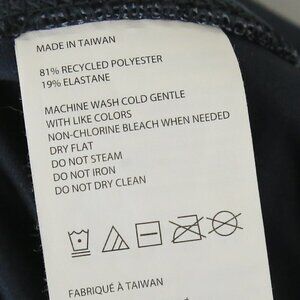 MADE IN TAIWAN
81% RECYCLED POLYESTER
19% ELASTANE
MACHINE WASH COLD GENTLE
WITH LIKE COLORS
NON-CHLORINE BLEACH WHEN NEEDED
DRY FLAT
DO NOT STEAM
DO NOT IRON
DO NOT DRY CLEAN
FABRIQUÉ À TAIWAN